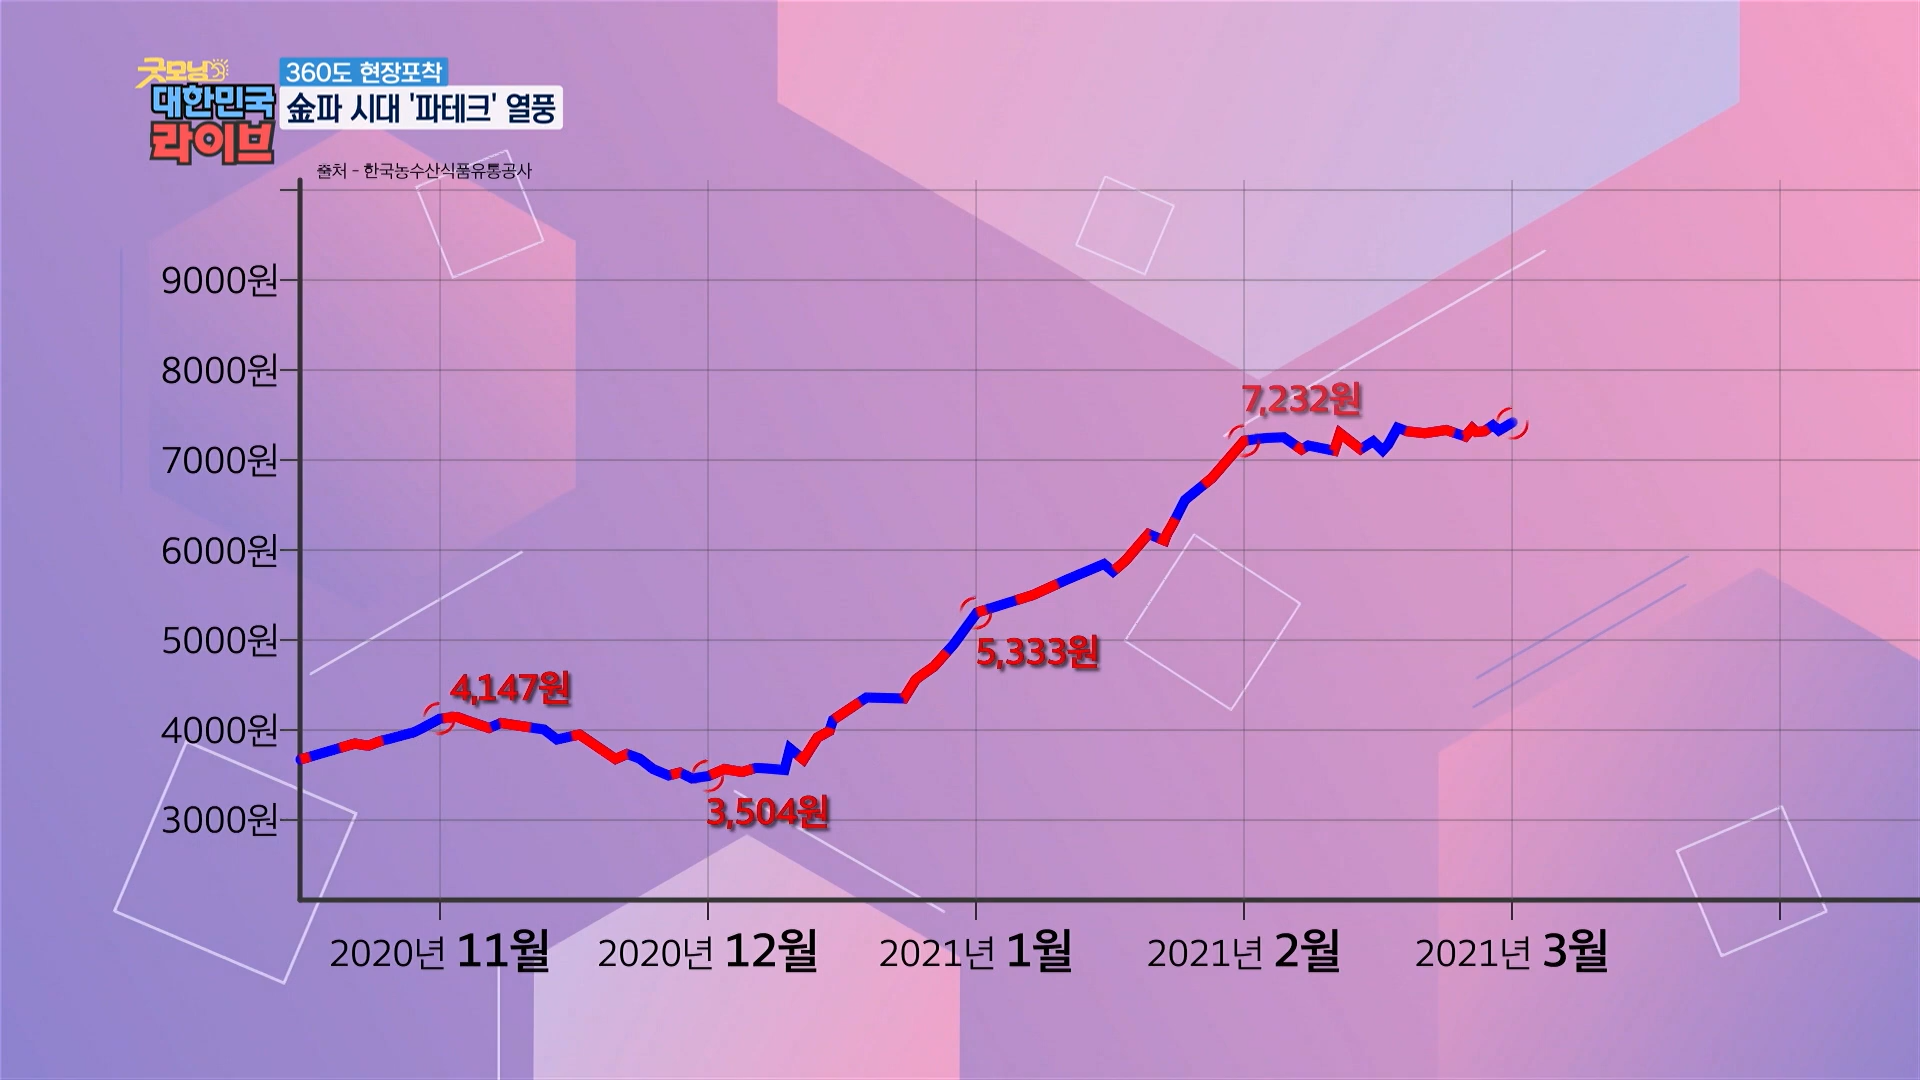 굿모닝
대한민국
라이브
360도 현장포착
金파 시대 '파테크' 열풍
출처 - 한국농수산식품유통공사
9000원
8000원
7000원
6000원
5000원
4000원
3000원
4,147원
3,504원
5,333원
7,232원
2020년 11월
2020년 12월
2021년 1월
2021년 2월
2021년 3월